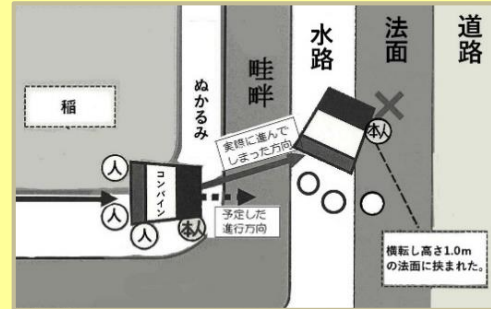 稲
ぬかるみ
畦畔
水路
法面
道路
人
人
人
コンバイン
本人
実際に進んで
しまった方向
予定した
進行方向
本人
横転し高さ1.0m
の法面に挟まれた。